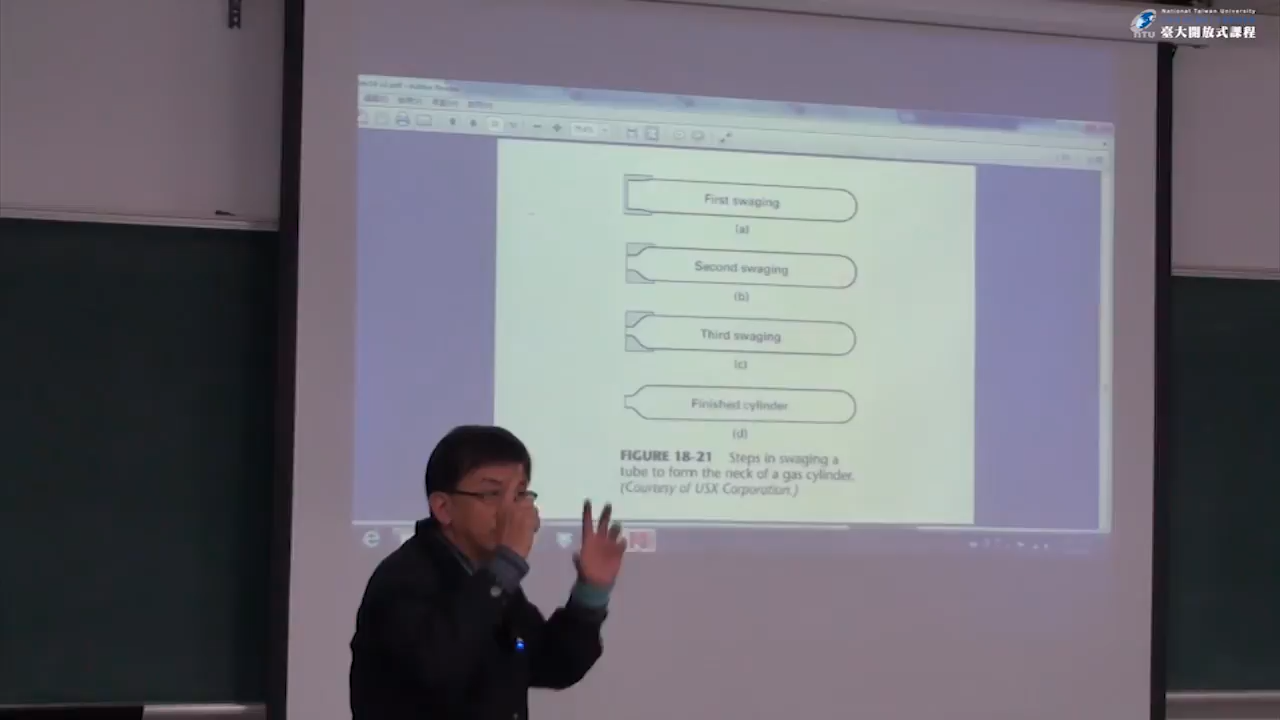 National Taiwan University
臺大開放式課程
NTU
First swaging
(a)
Second swaging
(b)
Third swaging
(c)
Finished cylinder
(d)
FIGURE 18-21 Steps in swaging a
tube to form the neck of a gas cylinder.
(Courtesy of USX Corporation.)